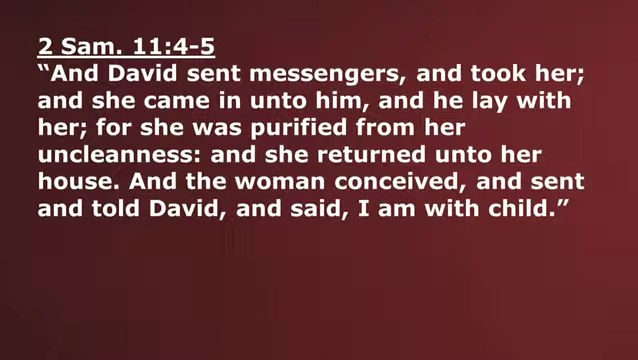 2 Sam. 11:4-5
“And David sent messengers, and took her;
and she came in unto him, and he lay with
her; for she was purified from her
uncleanness: and she returned unto her
house. And the woman conceived, and sent
and told David, and said, I am with child.”